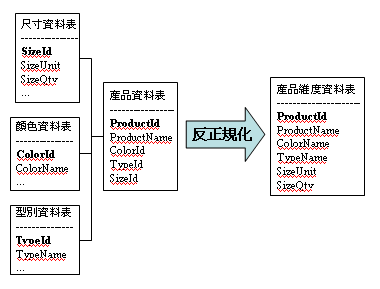 尺寸資料表
----------------
SizeId
SizeUnit
SizeQty
...
顏色資料表
----------------
ColorId
ColorName
...
型別資料表
----------------
TypeId
TypeName
...
產品資料表
------------------
ProductId
ProductName
ColorId
TypeId
SizeId
反正規化
產品維度資料表
----------------------
ProductId
ProductName
ColorName
TypeName
SizeUnit
SizeQty